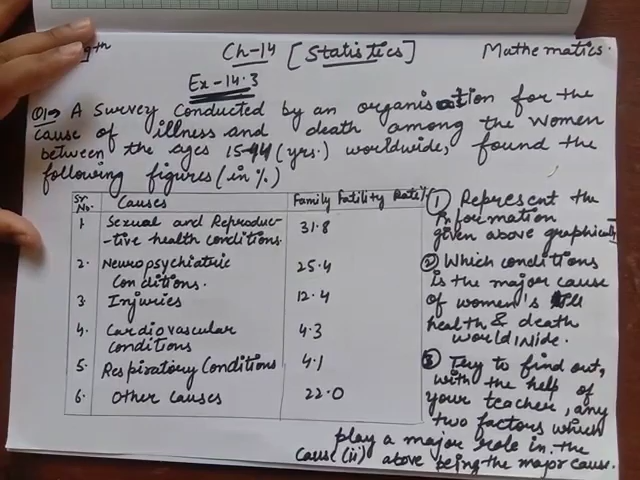 9th Ch-14 [Statistics] Mathematics.
Ex-14.3
Q1⇒ A Survey Conducted by an organisation for the
cause of illness and death among the women
between the ages 15-44 (yrs.) worldwide, found the
following figures (in %.)
Sr. No. Causes Family Fatility Rate%
1. Sexual and Reproduc-
-tive health conditions. 31.8
2. Neuropsychiatric
Conditions. 25.4
3. Injuries 12.4
4. Cardiovascular
conditions 4.3
5. Respiratory Conditions 4.1
6. Other causes 22.0
① Represent the
information
given above graphically
② Which conditions
is the major cause
of women's ill
health & death
worldwide.
③ Try to find out,
with the help of
your teacher, any
two factors which
play a major role in the
cause (ii) above being the major cause.